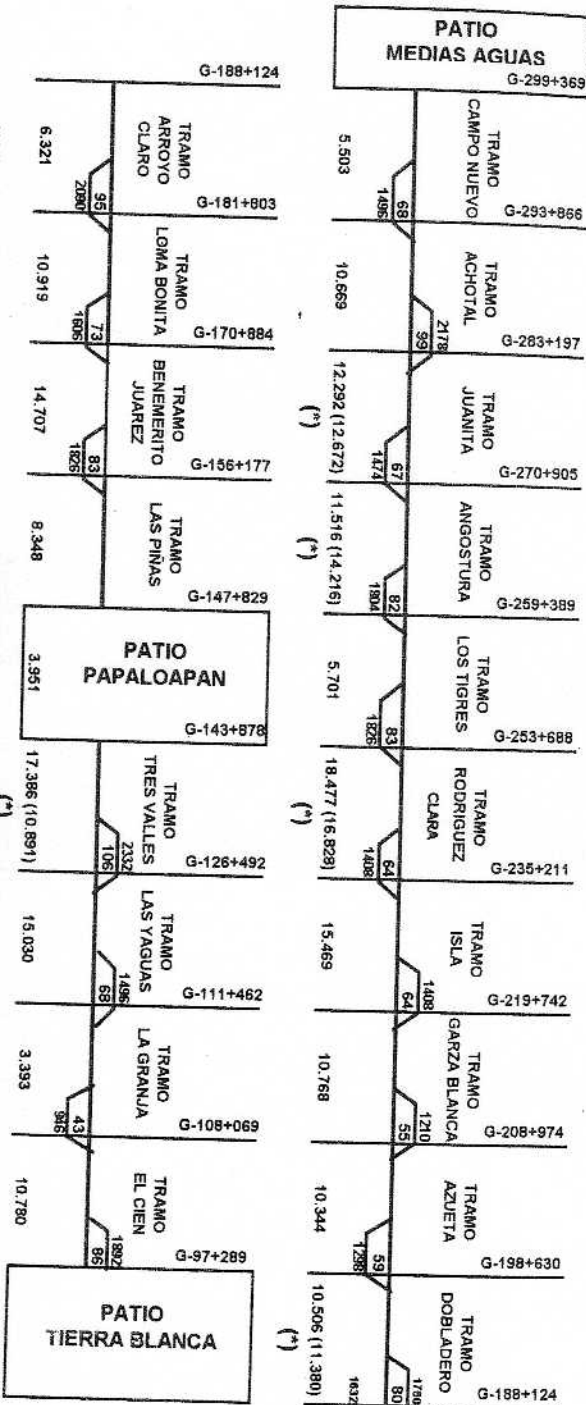 PATIO
MEDIAS AGUAS
G-299+369
TRAMO
CAMPO NUEVO
5.503
68
1496
G-293+866
TRAMO
ACHOTAL
10.669
2178
99
G-283+197
TRAMO
JUANITA
12.292 (12.672)
(*)
67
1474
G-270+905
TRAMO
ANGOSTURA
11.516 (14.216)
(*)
82
1804
G-259+389
TRAMO
LOS TIGRES
5.701
83
1826
G-253+688
TRAMO
RODRIGUEZ
CLARA
18.477 (16.828)
(*)
64
1408
G-235+211
TRAMO
ISLA
15.469
1408
64
G-219+742
TRAMO
GARZA BLANCA
10.768
1210
55
G-208+974
TRAMO
AZUETA
10.344
59
1298
G-198+630
TRAMO
DOBLADERO
10.506 (11.380)
(*)
1760
80
1632
G-188+124
G-188+124
TRAMO
ARROYO
CLARO
6.321
95
2090
G-181+803
TRAMO
LOMA BONITA
10.919
73
1606
G-170+884
TRAMO
BENEMERITO
JUAREZ
14.707
83
1826
G-156+177
TRAMO
LAS PIÑAS
8.348
G-147+829
PATIO
PAPALOAPAN
3.951
G-143+878
TRAMO
TRES VALLES
17.386 (10.891)
(*)
2332
106
G-126+492
TRAMO
LAS YAGUAS
15.030
1496
68
G-111+462
TRAMO
LA GRANJA
3.393
43
946
G-108+069
TRAMO
EL CIEN
10.780
1892
86
G-97+289
PATIO
TIERRA BLANCA